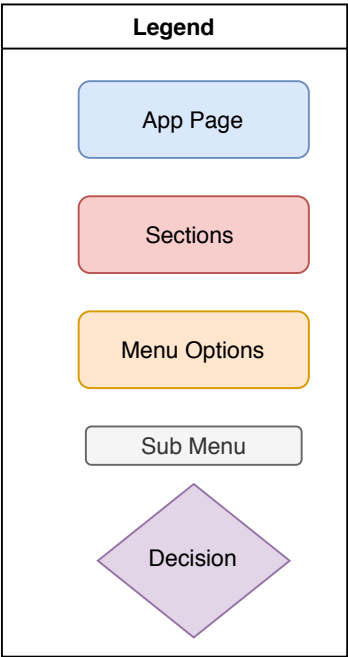 Legend
App Page
Sections
Menu Options
Sub Menu
Decision